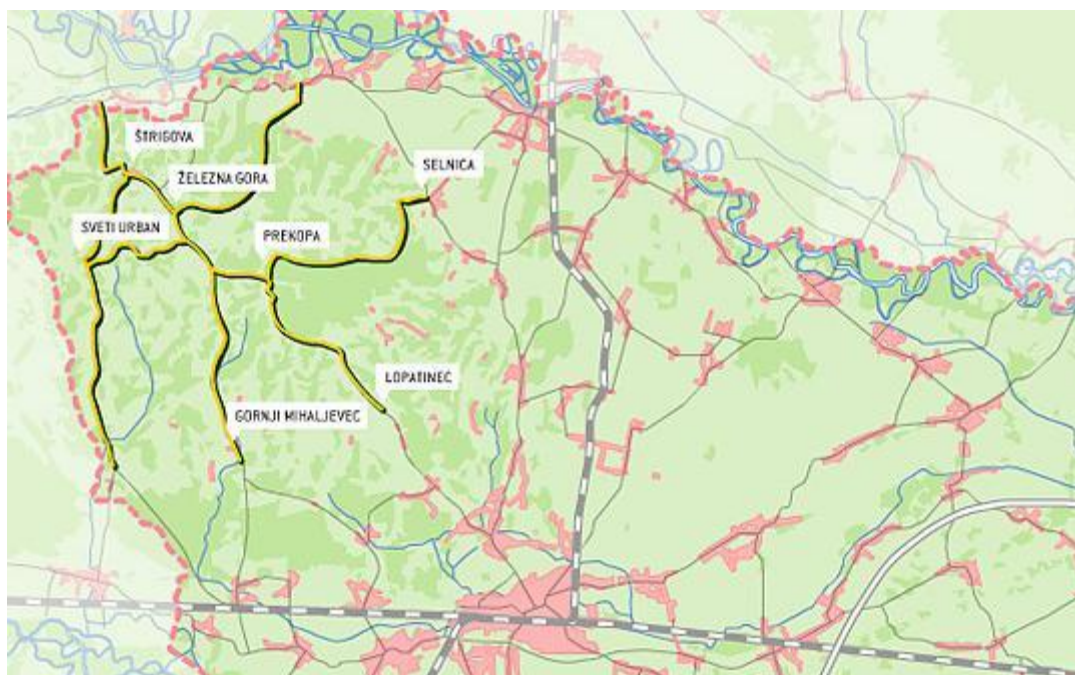 ŠTRIGOVA
ŽELEZNA GORA
SELNICA
SVETI URBAN
PREKOPA
LOPATINEC
GORNJI MIHALJEVEC